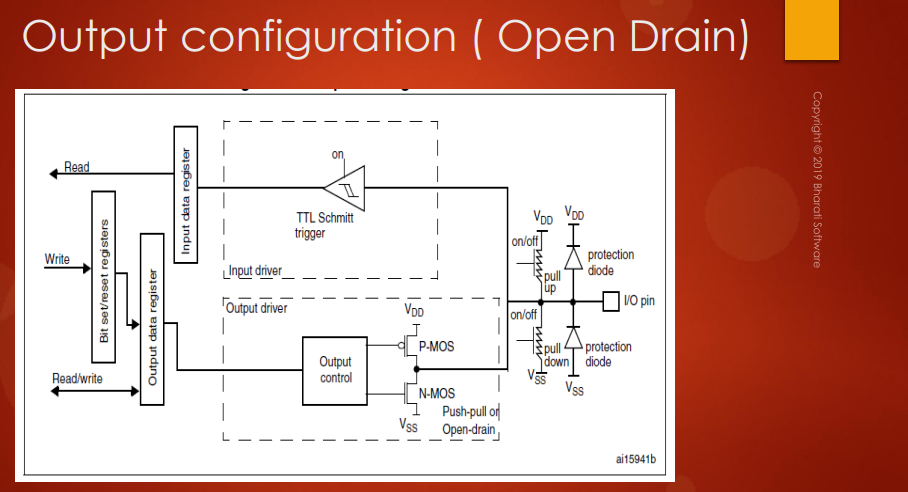 Output configuration ( Open Drain)
Copyright © 2019 Bharati Software
Read
Input data register
on
TTL Schmitt
trigger
Input driver
Write
Bit set/reset registers
Output data register
Read/write
Output driver
Output
control
VDD
P-MOS
N-MOS
VSS
Push-pull or
Open-drain
VDD
VDD
on/off
pull
up
protection
diode
I/O pin
on/off
pull
down
protection
diode
VSS
VSS
ai15941b